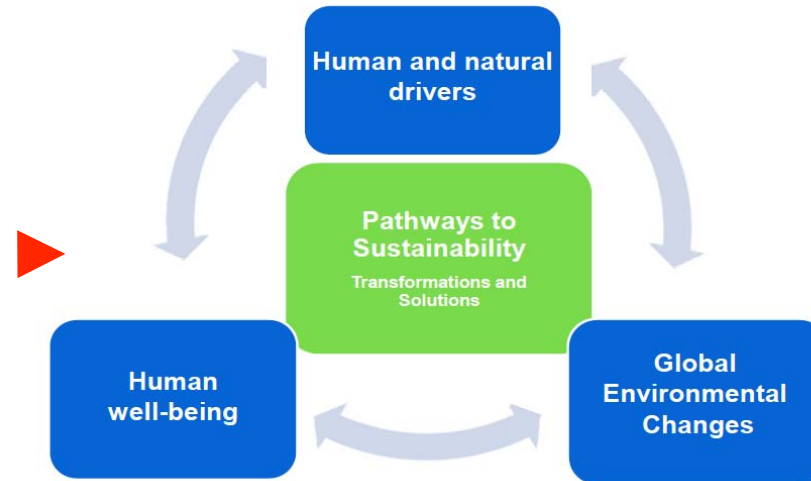 Human and natural
drivers
Pathways to
Sustainability
Transformations and
Solutions
Human
well-being
Global
Environmental
Changes